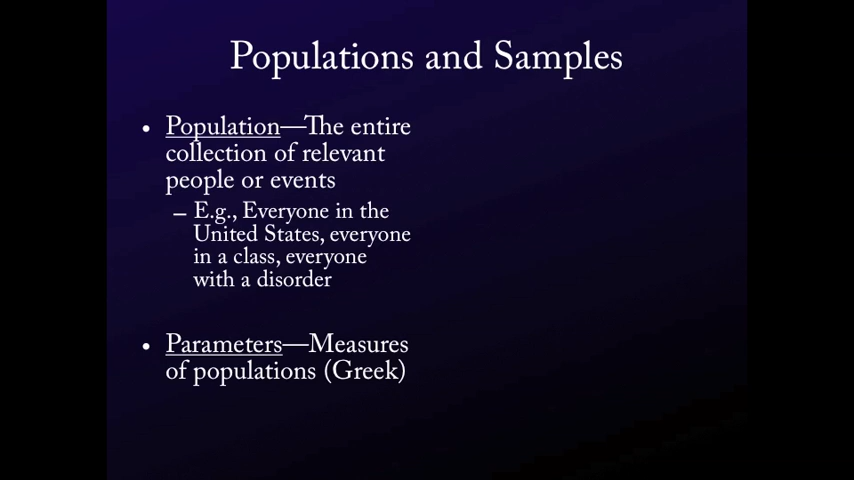 Populations and Samples
• Population—The entire
collection of relevant
people or events
– E.g., Everyone in the
United States, everyone
in a class, everyone
with a disorder
• Parameters—Measures
of populations (Greek)